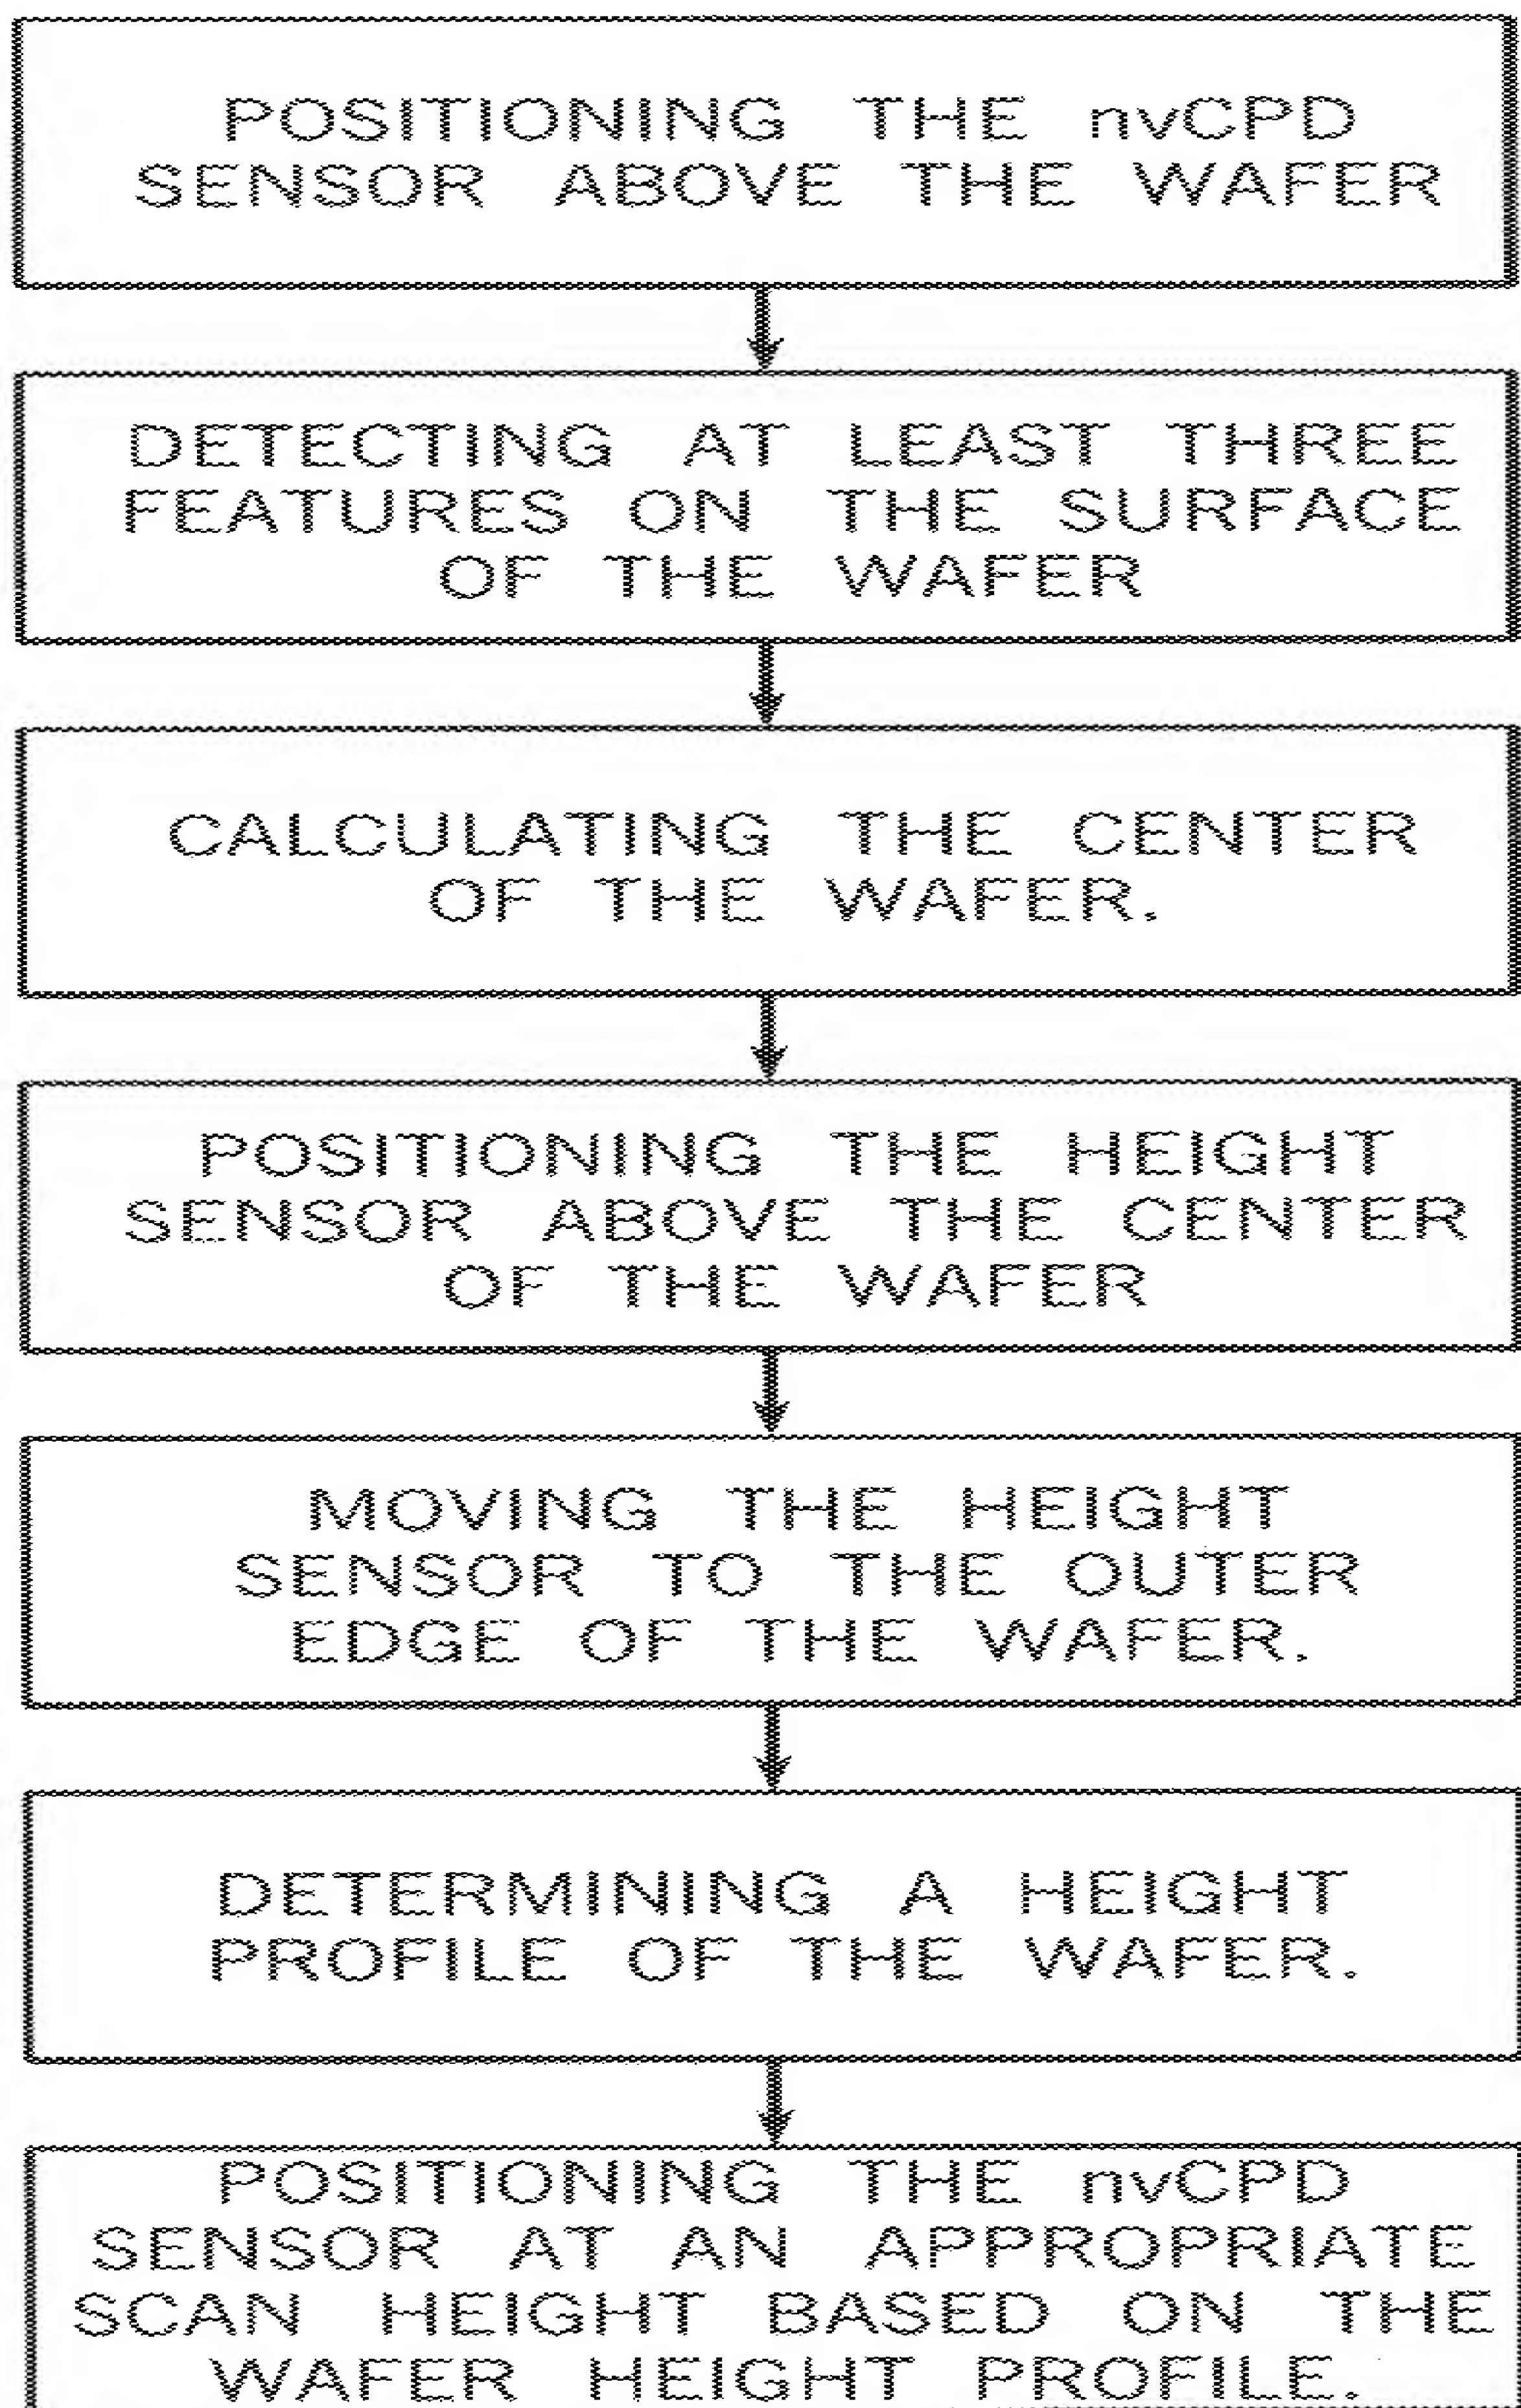 POSITIONING THE nvCPD
SENSOR ABOVE THE WAFER
DETECTING AT LEAST THREE
FEATURES ON THE SURFACE
OF THE WAFER
CALCULATING THE CENTER
OF THE WAFER.
POSITIONING THE HEIGHT
SENSOR ABOVE THE CENTER
OF THE WAFER
MOVING THE HEIGHT
SENSOR TO THE OUTER
EDGE OF THE WAFER.
DETERMINING A HEIGHT
PROFILE OF THE WAFER.
POSITIONING THE nvCPD
SENSOR AT AN APPROPRIATE
SCAN HEIGHT BASED ON THE
WAFER HEIGHT PROFILE.